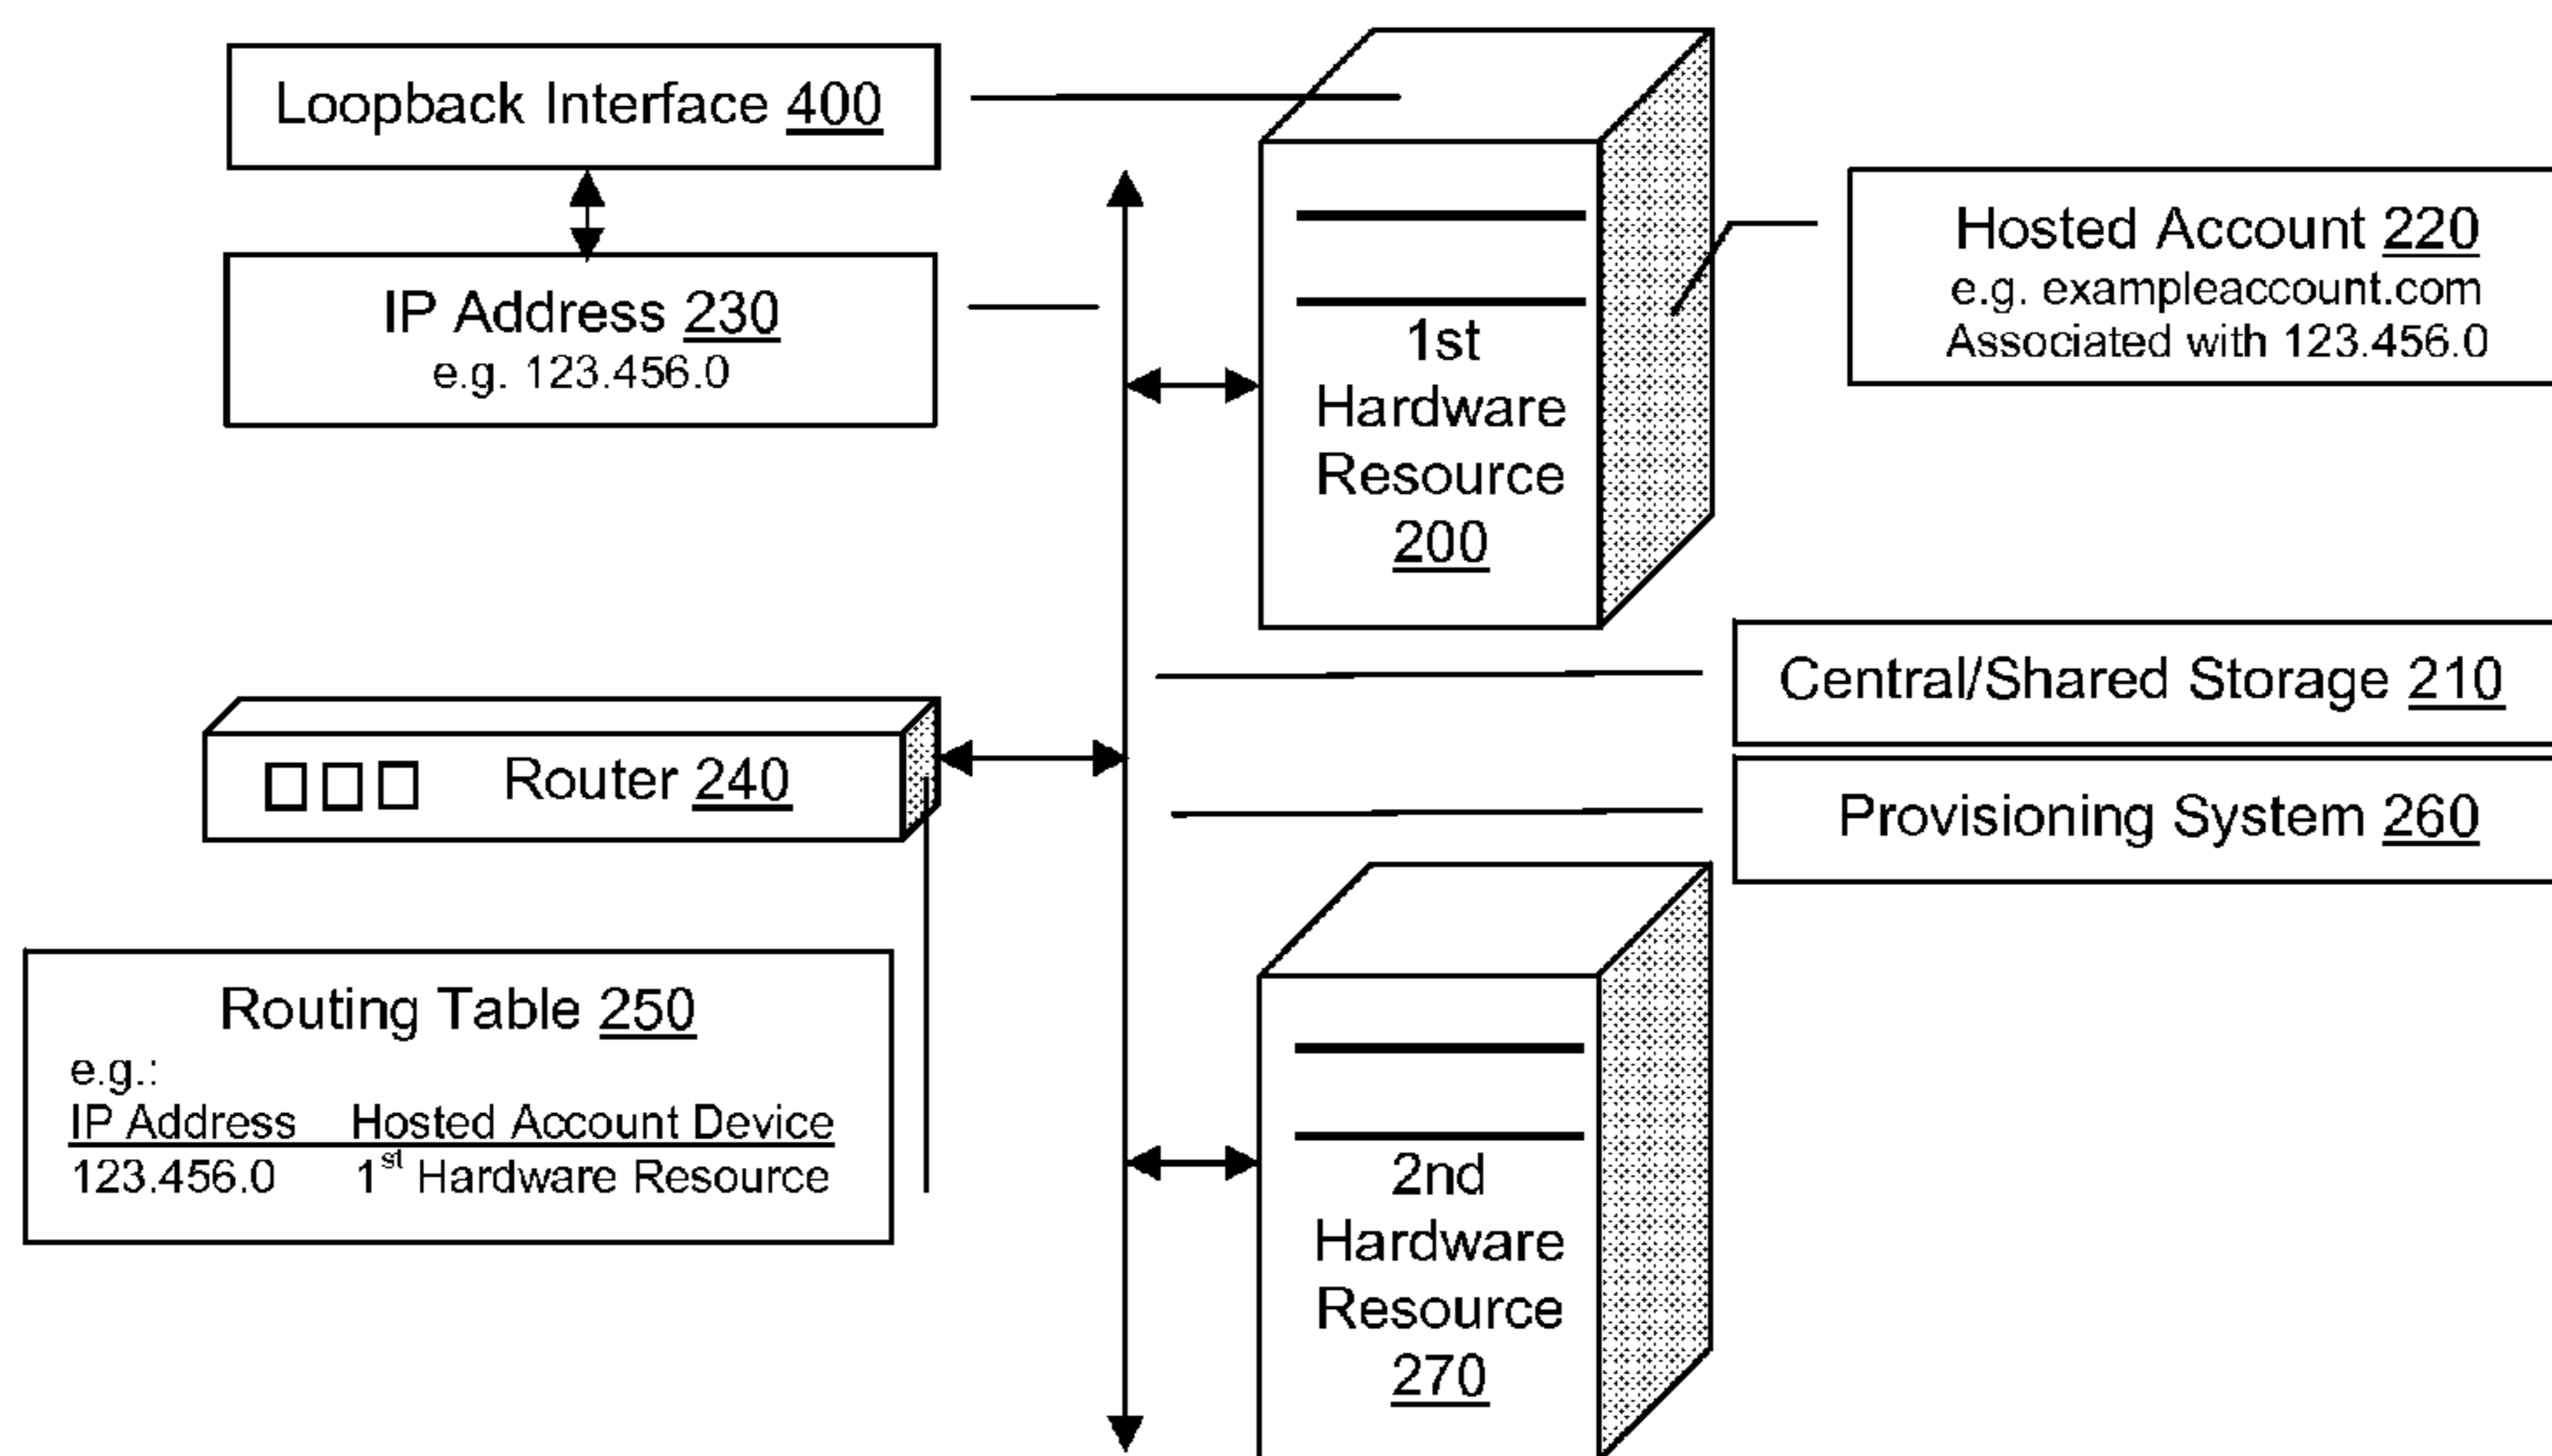 Loopback Interface 400
IP Address 230
e.g. 123.456.0
1st
Hardware
Resource
200
Hosted Account 220
e.g. exampleaccount.com
Associated with 123.456.0
Central/Shared Storage 210
Router 240
Provisioning System 260
Routing Table 250
e.g.:
IP Address Hosted Account Device
123.456.0 1st Hardware Resource
2nd
Hardware
Resource
270